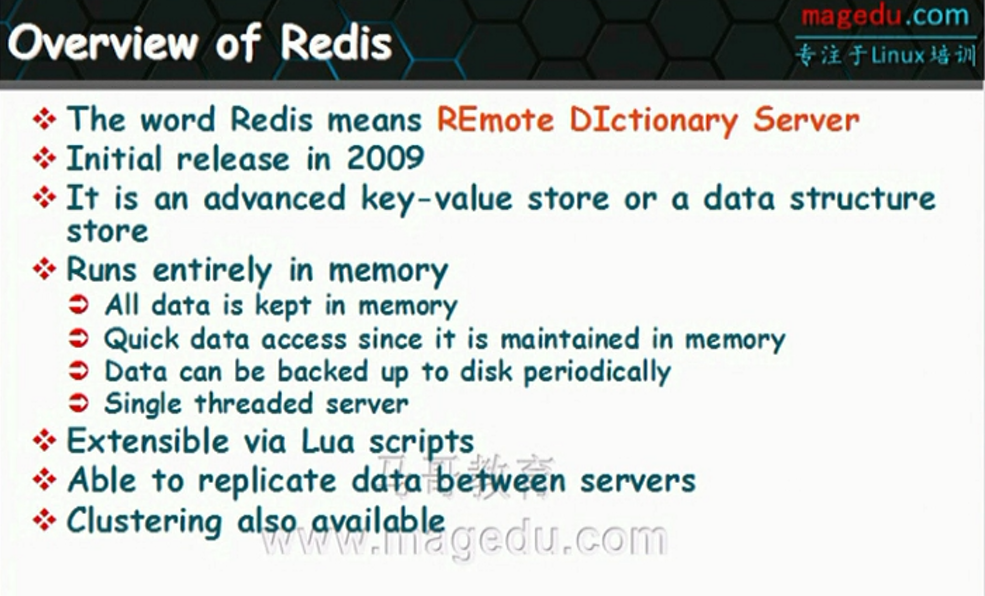 Overview of Redis
magedu.com
专注于Linux培训
The word Redis means REmote DIctionary Server
Initial release in 2009
It is an advanced key-value store or a data structure
store
Runs entirely in memory
All data is kept in memory
Quick data access since it is maintained in memory
Data can be backed up to disk periodically
Single threaded server
Extensible via Lua scripts
Able to replicate data between servers
Clustering also available
马哥教育
www.magedu.com